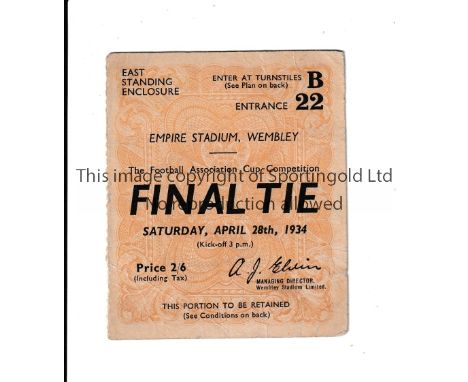 EAST
STANDING
ENCLOSURE
ENTER AT TURNSTILES B
(See Plan on back)
ENTRANCE 22
EMPIRE STADIUM, WEMBLEY
The Football Association Cup Competition
This image copyright of Sportingold Ltd
FINAL TIE
No reproduction allowed
SATURDAY, APRIL 28th, 1934
(Kick-off 3 p.m.)
Price 2/6
(Including Tax)
A. J. Elvin
MANAGING DIRECTOR.
Wembley Stadium Limited.
THIS PORTION TO BE RETAINED
(See Conditions on back)